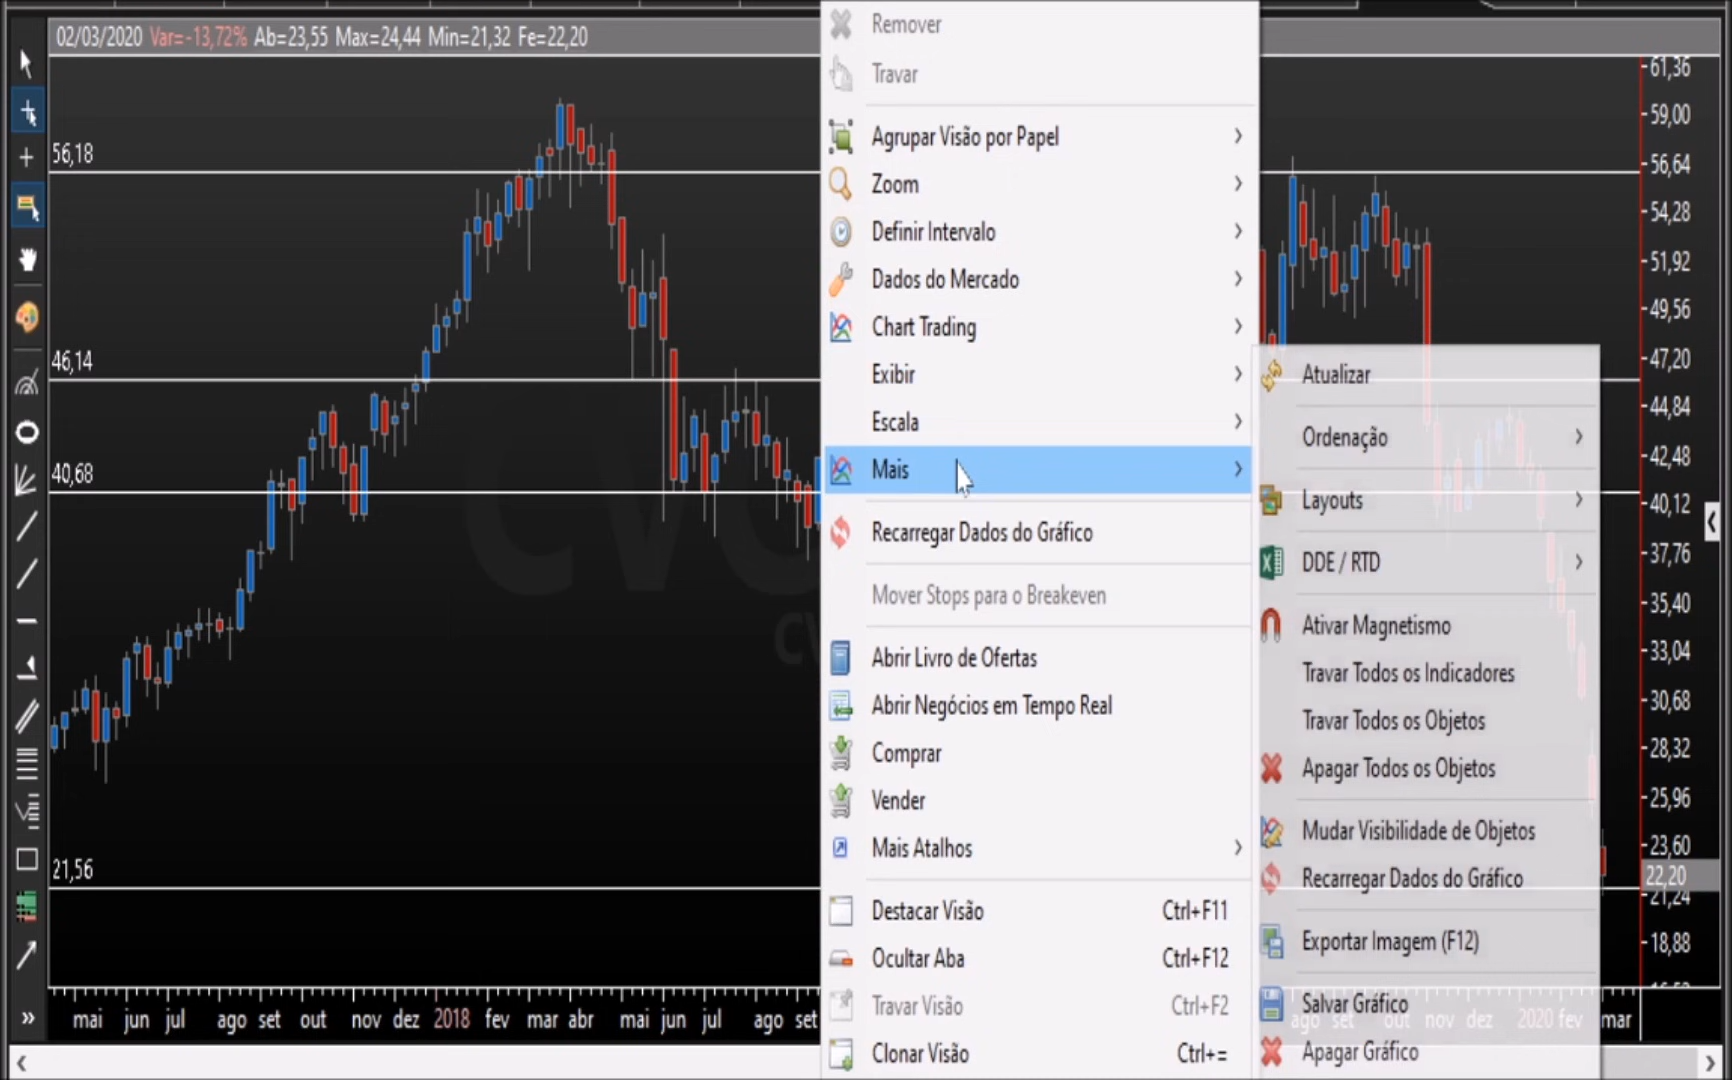 02/03/2020 Var=-13,72% Ab=23,55 Max=24,44 Min=21,32 Fe=22,20
56,18
46,14
40,68
21,56
CVC
mai jun jul ago set out nov dez 2018 fev mar abr mai jun jul ago set
Remover
Travar
Agrupar Visão por Papel
Zoom
Definir Intervalo
Dados do Mercado
Chart Trading
Exibir
Escala
Mais
Recarregar Dados do Gráfico
Mover Stops para o Breakeven
Abrir Livro de Ofertas
Abrir Negócios em Tempo Real
Comprar
Vender
Mais Atalhos
Destacar Visão Ctrl+F11
Ocultar Aba Ctrl+F12
Travar Visão Ctrl+F2
Clonar Visão Ctrl+=
Atualizar
Ordenação
Layouts
DDE / RTD
Ativar Magnetismo
Travar Todos os Indicadores
Travar Todos os Objetos
Apagar Todos os Objetos
Mudar Visibilidade de Objetos
Recarregar Dados do Gráfico
Exportar Imagem (F12)
Salvar Gráfico
Apagar Gráfico
ago set out nov dez 2020 fev mar
61,36
59,00
56,64
54,28
51,92
49,56
47,20
44,84
42,48
40,12
37,76
35,40
33,04
30,68
28,32
25,96
23,60
22,20
21,24
18,88